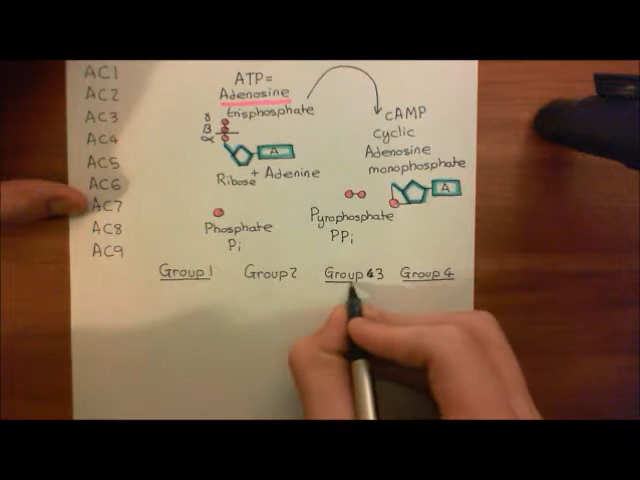 AC1
AC2
AC3
AC4
AC5
AC6
AC7
AC8
AC9
ATP=
Adenosine
trisphosphate
γ
β
α
A
Ribose + Adenine
cAMP
cyclic
Adenosine
monophosphate
A
Phosphate
Pi
Pyrophosphate
PPi
Group 1 Group 2 Group 3 Group 4